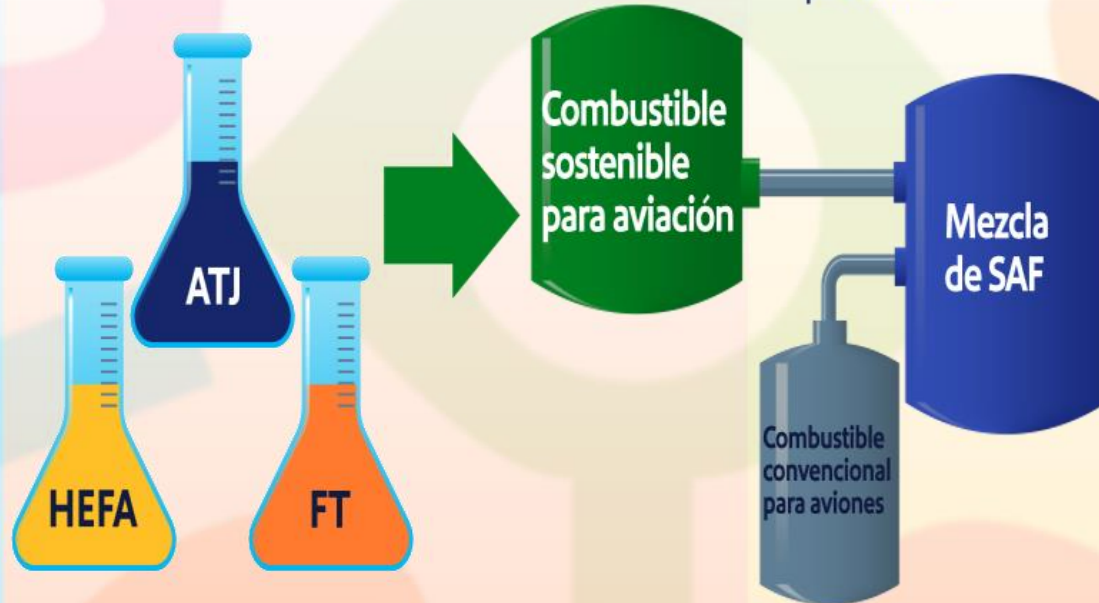 ATJ
HEFA
FT
Combustible
sostenible
para aviación
Combustible
convencional
para aviones
Mezcla
de SAF